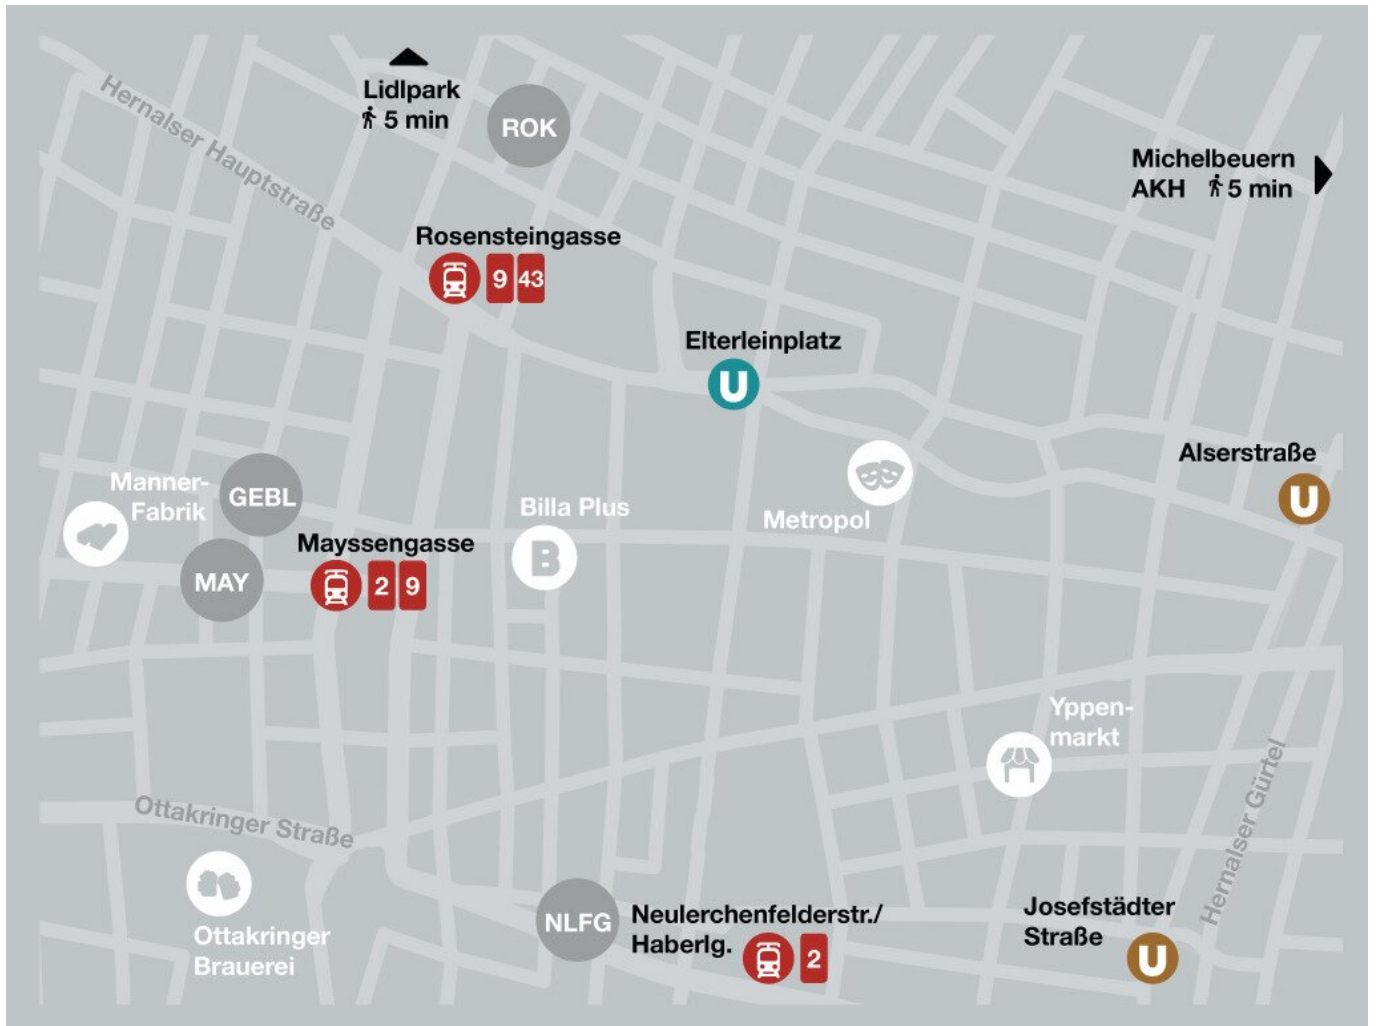 Hernalser Hauptstraße
Lidlpark
5 min
ROK
Michelbeuern
AKH 5 min
Rosensteingasse
9 43
Elterleinplatz
U
Alserstraße
U
Manner-
Fabrik
GEBL
Billa Plus
B
Metropol
Mayssengasse
MAY
2 9
Yppen-
markt
Ottakringer Straße
Hernalser Gürtel
Ottakringer
Brauerei
NLFG
Neulerchenfelderstr./
Haberlg.
2
Josefstädter
Straße
U